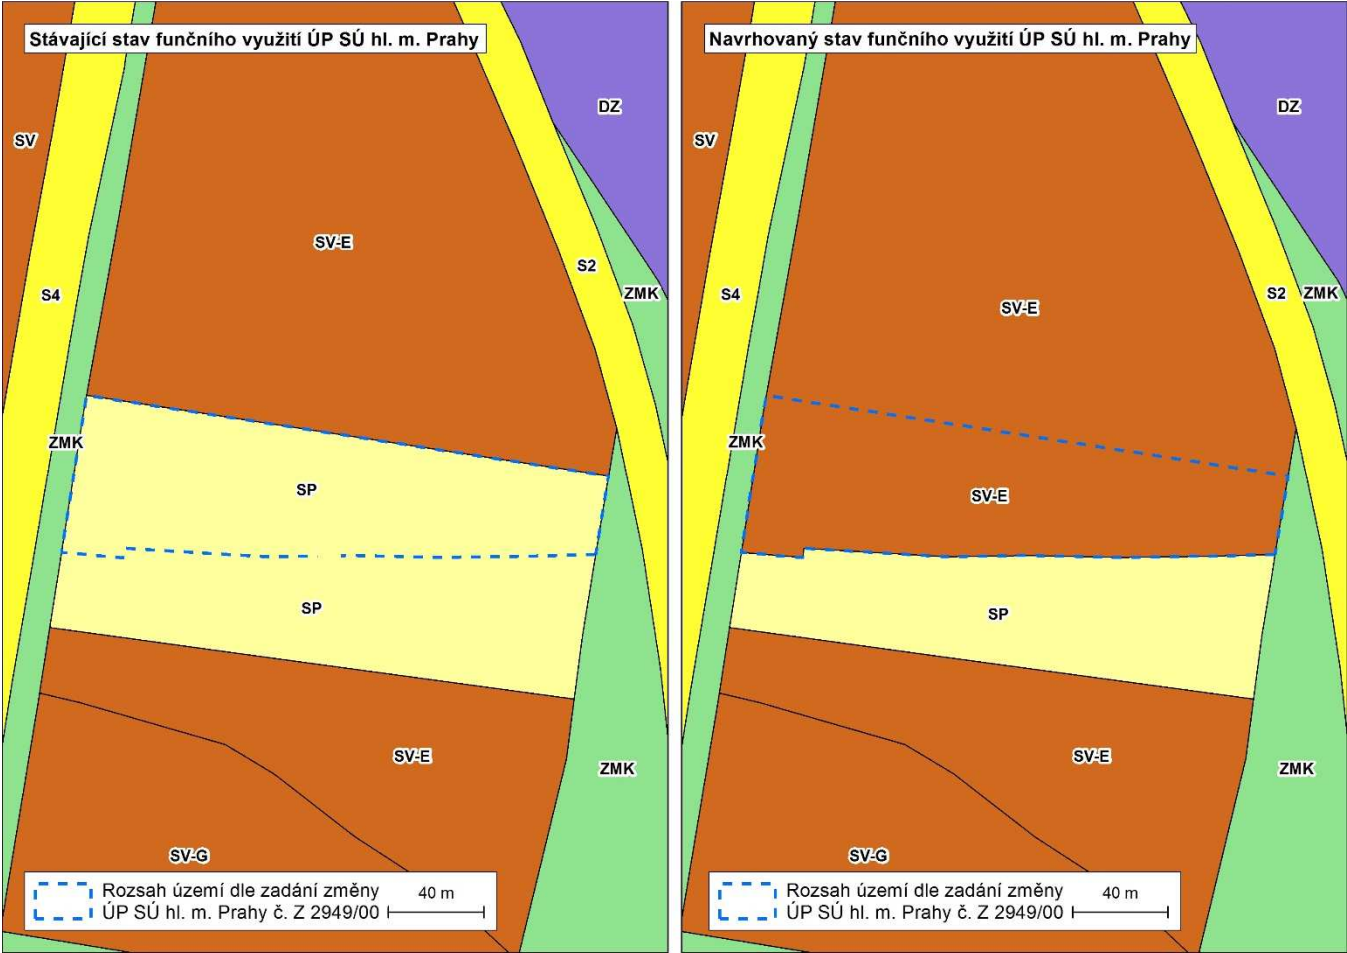 Stávající stav funčního využití ÚP SÚ hl. m. Prahy
DZ
SV
SV-E
S2
S4
ZMK
ZMK
SP
SP
SV-E
ZMK
SV-G
Rozsah území dle zadání změny
ÚP SÚ hl. m. Prahy č. Z 2949/00
40 m
Navrhovaný stav funčního využití ÚP SÚ hl. m. Prahy
DZ
SV
S4
S2
ZMK
SV-E
ZMK
SV-E
SP
SV-E
ZMK
SV-G
Rozsah území dle zadání změny
ÚP SÚ hl. m. Prahy č. Z 2949/00
40 m